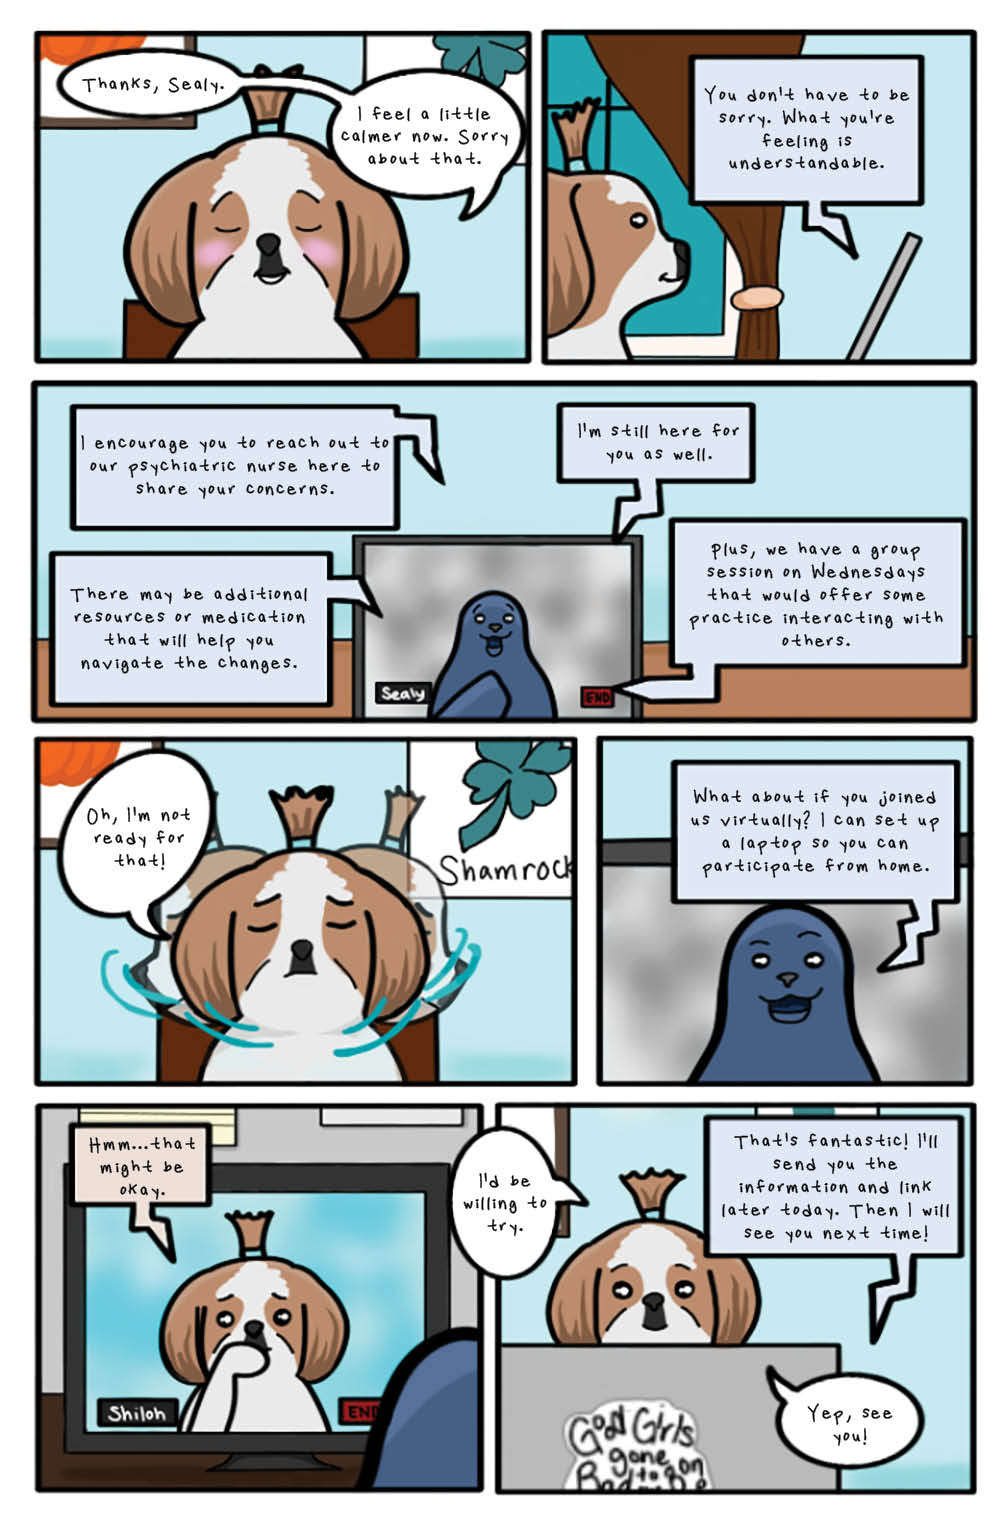 Thanks, Sealy.
I feel a little
calmer now. Sorry
about that.
You don't have to be
sorry. What you're
feeling is
understandable.
I encourage you to reach out to
our psychiatric nurse here to
share your concerns.
I'm still here for
you as well.
There may be additional
resources or medication
that will help you
navigate the changes.
Plus, we have a group
session on Wednesdays
that would offer some
practice interacting with
others.
Sealy
END
Oh, I'm not
ready for
that!
Shamrock
What about if you joined
us virtually? I can set up
a laptop so you can
participate from home.
Hmm...that
might be
okay.
Shiloh
END
I'd be
willing to
try.
That's fantastic! I'll
send you the
information and link
later today. Then I will
see you next time!
Yep, see
you!
Good Girls
gone
to